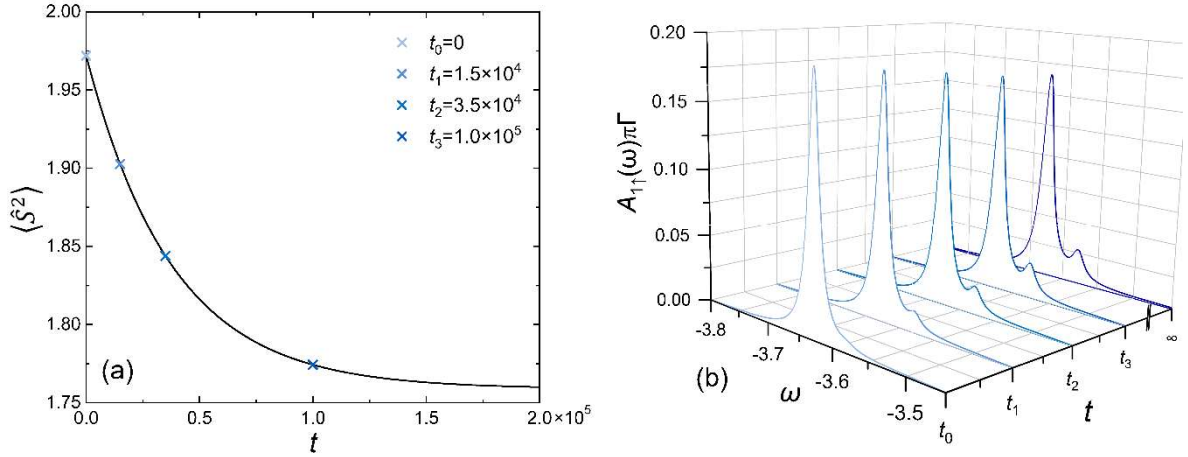 2.00
1.95
1.90
1.85
1.80
1.75
⟨Ŝ²⟩
t₀=0
t₁=1.5×10⁴
t₂=3.5×10⁴
t₃=1.0×10⁵
(a)
0.0 0.5 1.0 1.5 2.0×10⁵
t
0.20
0.15
0.10
0.05
0.00
A₁↑(ω)πΓ
-3.8
-3.7
-3.6
-3.5
ω
(b)
t₀
t₁
t₂
t₃
∞
t